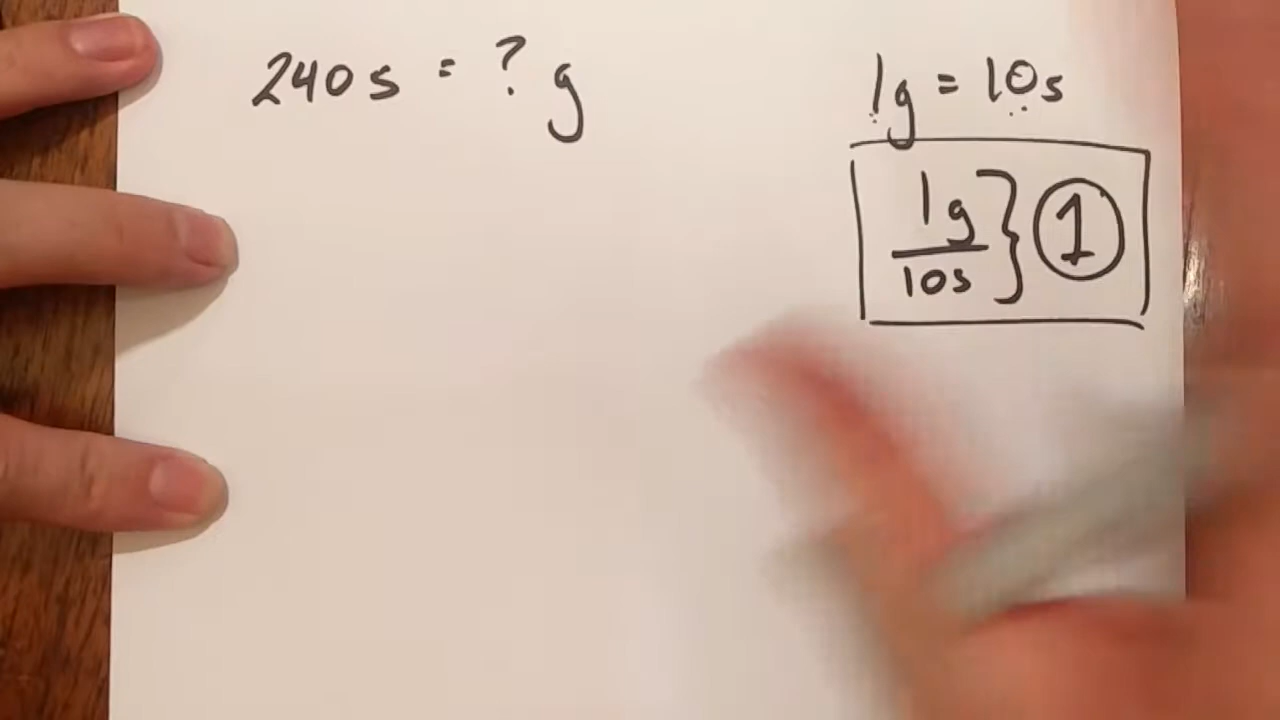 240s = ? g
1g = 10s
1g
10s
} 1